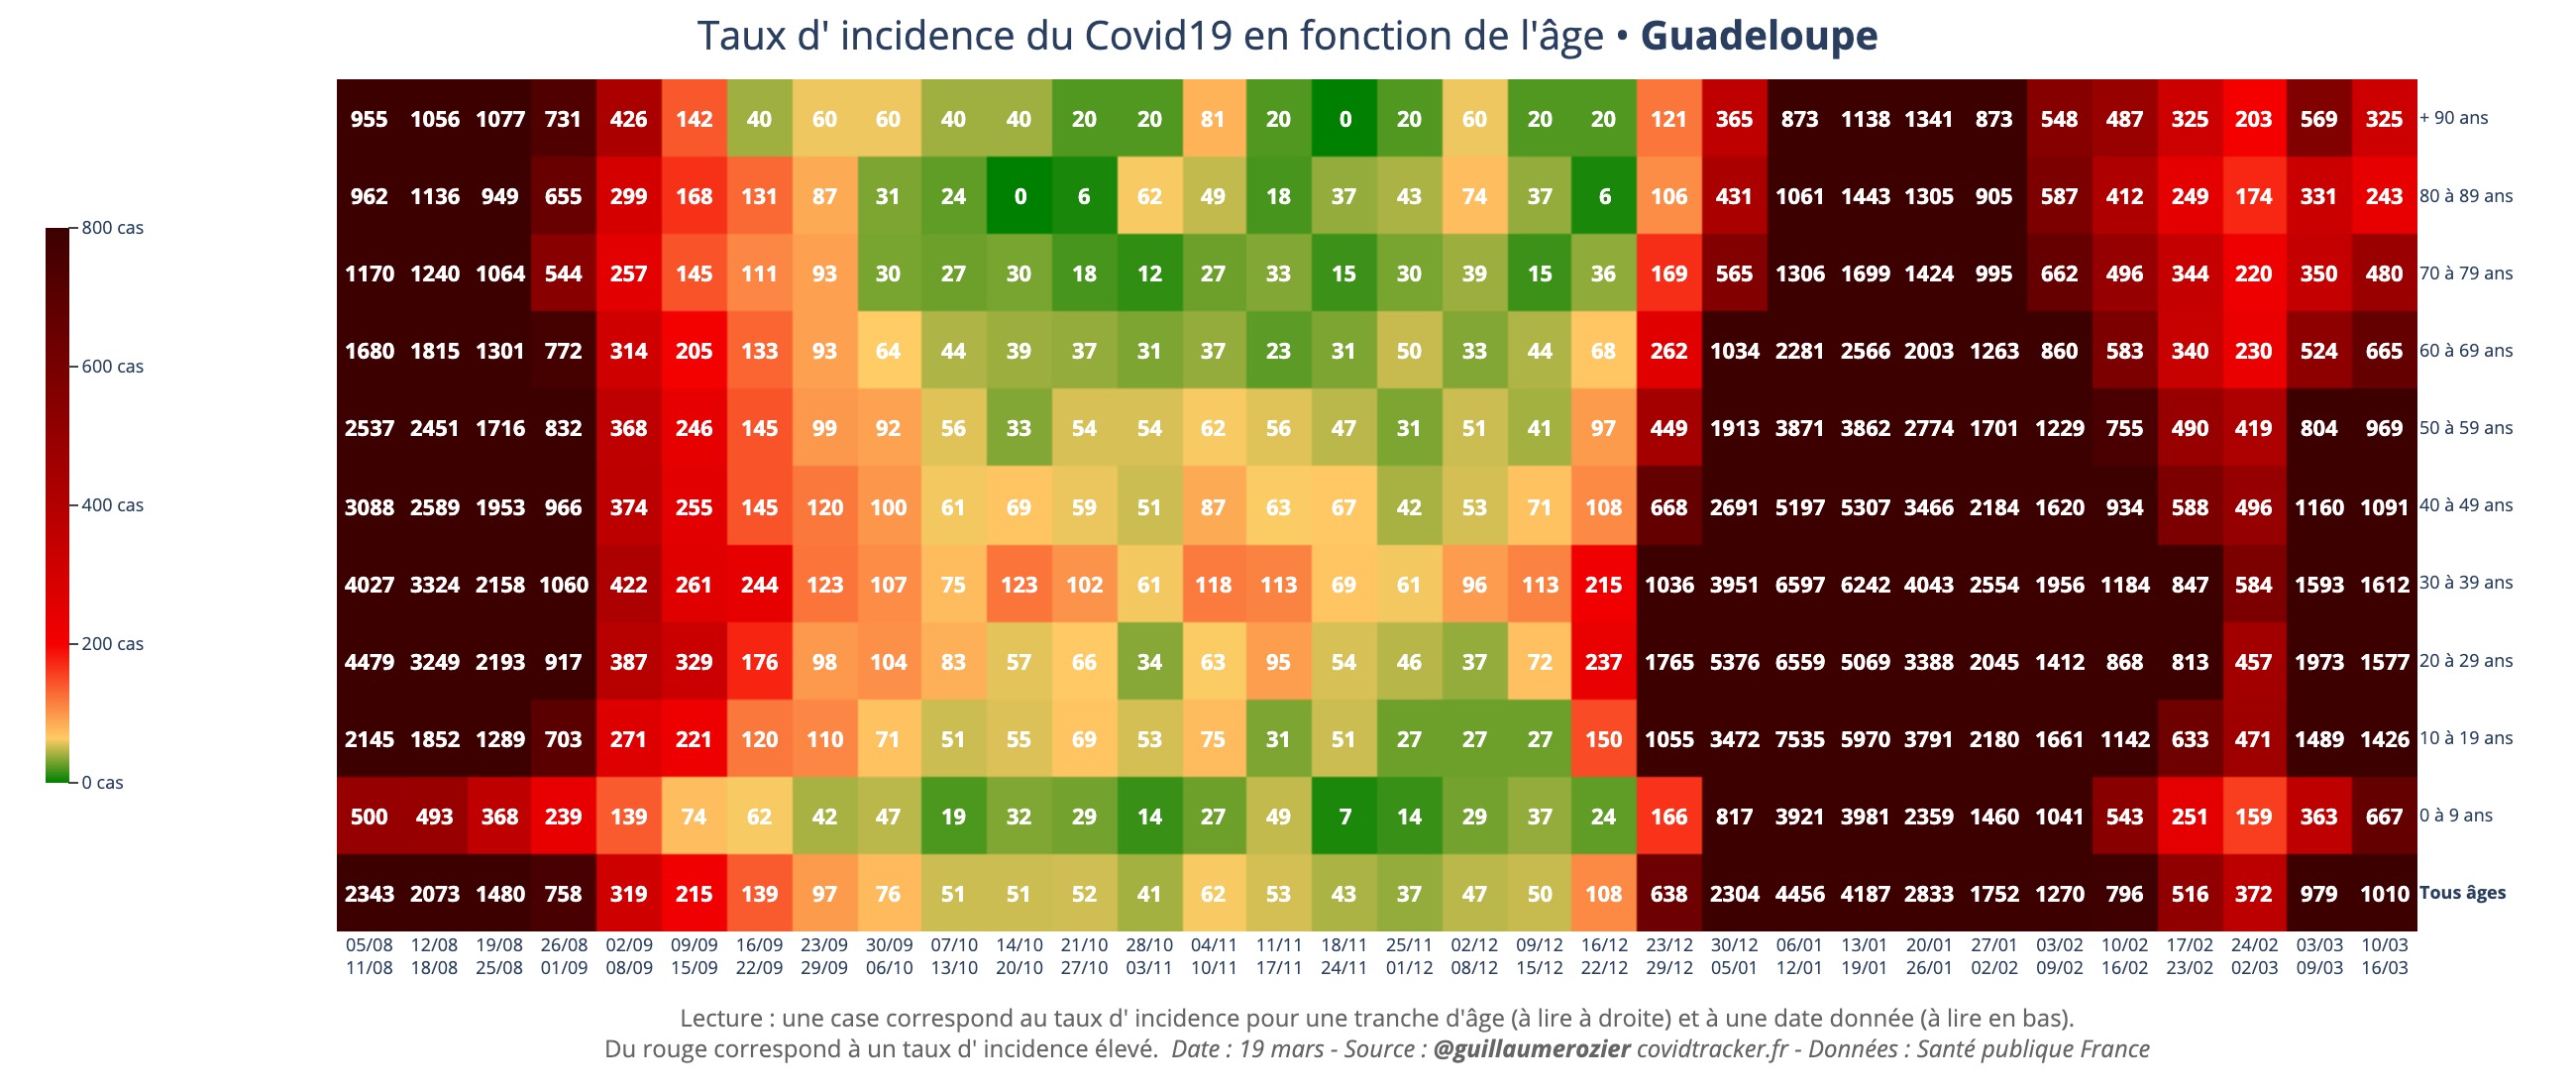 Taux d' incidence du Covid19 en fonction de l'âge • Guadeloupe
800 cas
600 cas
400 cas
200 cas
0 cas
955 1056 1077 731 426 142 40 60 60 40 40 20 20 81 20 0 20 60 20 20 121 365 873 1138 1341 873 548 487 325 203 569 325 + 90 ans
962 1136 949 655 299 168 131 87 31 24 0 6 62 49 18 37 43 74 37 6 106 431 1061 1443 1305 905 587 412 249 174 331 243 80 à 89 ans
1170 1240 1064 544 257 145 111 93 30 27 30 18 12 27 33 15 30 39 15 36 169 565 1306 1699 1424 995 662 496 344 220 350 480 70 à 79 ans
1680 1815 1301 772 314 205 133 93 64 44 39 37 31 37 23 31 50 33 44 68 262 1034 2281 2566 2003 1263 860 583 340 230 524 665 60 à 69 ans
2537 2451 1716 832 368 246 145 99 92 56 33 54 54 62 56 47 31 51 41 97 449 1913 3871 3862 2774 1701 1229 755 490 419 804 969 50 à 59 ans
3088 2589 1953 966 374 255 145 120 100 61 69 59 51 87 63 67 42 53 71 108 668 2691 5197 5307 3466 2184 1620 934 588 496 1160 1091 40 à 49 ans
4027 3324 2158 1060 422 261 244 123 107 75 123 102 61 118 113 69 61 96 113 215 1036 3951 6597 6242 4043 2554 1956 1184 847 584 1593 1612 30 à 39 ans
4479 3249 2193 917 387 329 176 98 104 83 57 66 34 63 95 54 46 37 72 237 1765 5376 6559 5069 3388 2045 1412 868 813 457 1973 1577 20 à 29 ans
2145 1852 1289 703 271 221 120 110 71 51 55 69 53 75 31 51 27 27 27 150 1055 3472 7535 5970 3791 2180 1661 1142 633 471 1489 1426 10 à 19 ans
500 493 368 239 139 74 62 42 47 19 32 29 14 27 49 7 14 29 37 24 166 817 3921 3981 2359 1460 1041 543 251 159 363 667 0 à 9 ans
2343 2073 1480 758 319 215 139 97 76 51 51 52 41 62 53 43 37 47 50 108 638 2304 4456 4187 2833 1752 1270 796 516 372 979 1010 Tous âges
05/08 12/08 19/08 26/08 02/09 09/09 16/09 23/09 30/09 07/10 14/10 21/10 28/10 04/11 11/11 18/11 25/11 02/12 09/12 16/12 23/12 30/12 06/01 13/01 20/01 27/01 03/02 10/02 17/02 24/02 03/03 10/03
11/08 18/08 25/08 01/09 08/09 15/09 22/09 29/09 06/10 13/10 20/10 27/10 03/11 10/11 17/11 24/11 01/12 08/12 15/12 22/12 29/12 05/01 12/01 19/01 26/01 02/02 09/02 16/02 23/02 02/03 09/03 16/03
Lecture : une case correspond au taux d' incidence pour une tranche d'âge (à lire à droite) et à une date donnée (à lire en bas).
Du rouge correspond à un taux d' incidence élevé. Date : 19 mars - Source : @guillaumerozier covidtracker.fr - Données : Santé publique France